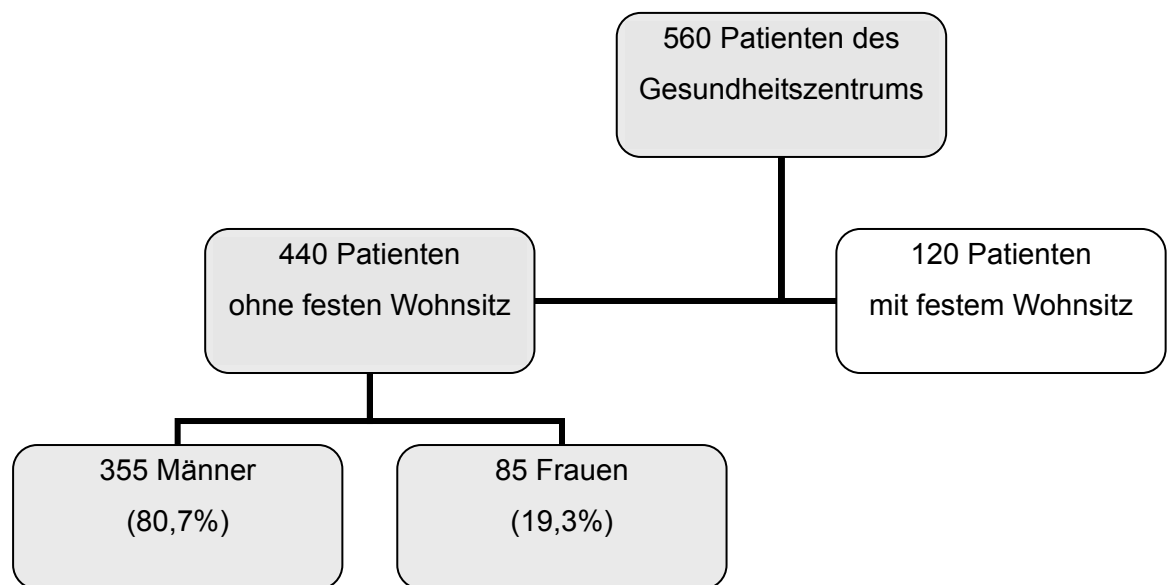 560 Patienten des
Gesundheitszentrums
440 Patienten
ohne festen Wohnsitz
120 Patienten
mit festem Wohnsitz
355 Männer
(80,7%)
85 Frauen
(19,3%)